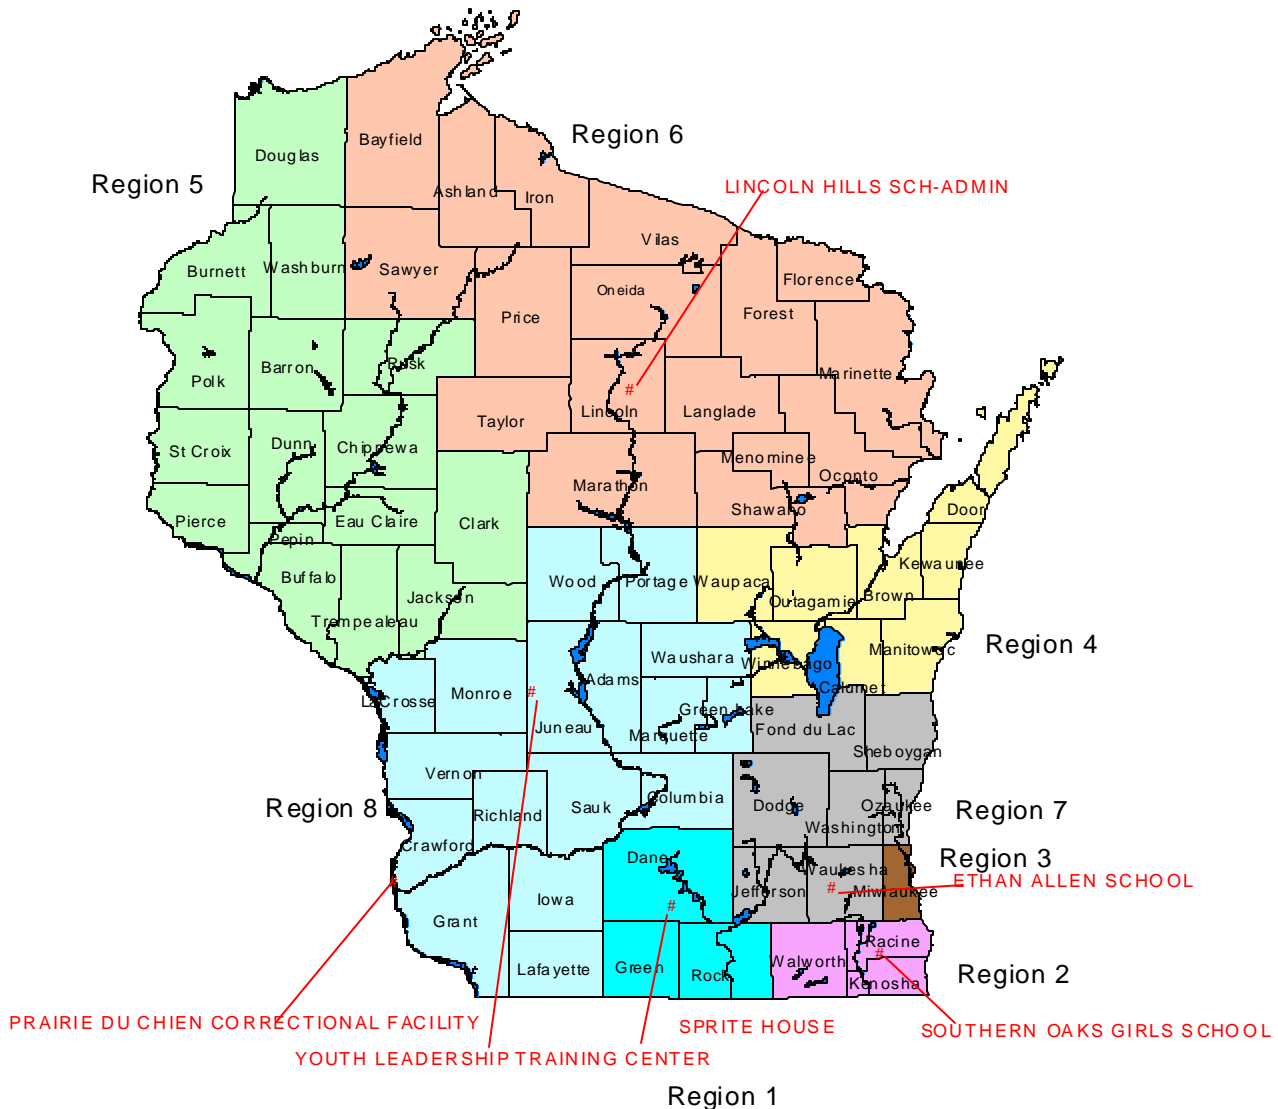 Region 6
Bayfield
Douglas
Region 5
LINCOLN HILLS SCH-ADMIN
Ashland
Iron
Vilas
Burnett
Washburn
Sawyer
Florence
Oneida
Forest
Price
Rusk
Barron
Polk
Marinette
Lincoln
Langlade
Taylor
#
Dunn
Chippewa
St Croix
Menominee
Oconto
Marathon
Shawano
Door
Pierce
Eau Claire
Clark
Pepin
Kewaunee
Buffalo
Wood
Portage
Waupaca
Jackson
Outagamie
Brown
Trempealeau
Region 4
Manitowoc
Waushara
Winnebago
Adams
Calumet
Monroe
#
LaCrosse
Green Lake
Juneau
Marquette
Fond du Lac
Sheboygan
Vernon
Columbia
Region 8
Sauk
Dodge
Ozaukee
Region 7
Richland
Washington
Crawford
Dane
Region 3
Waukesha
#
ETHAN ALLEN SCHOOL
Jefferson
#
Milwaukee
Iowa
#
Grant
Racine
#
Walworth
Lafayette
Green
Rock
Region 2
Kenosha
PRAIRIE DU CHIEN CORRECTIONAL FACILITY
SPRITE HOUSE
SOUTHERN OAKS GIRLS SCHOOL
YOUTH LEADERSHIP TRAINING CENTER
Region 1